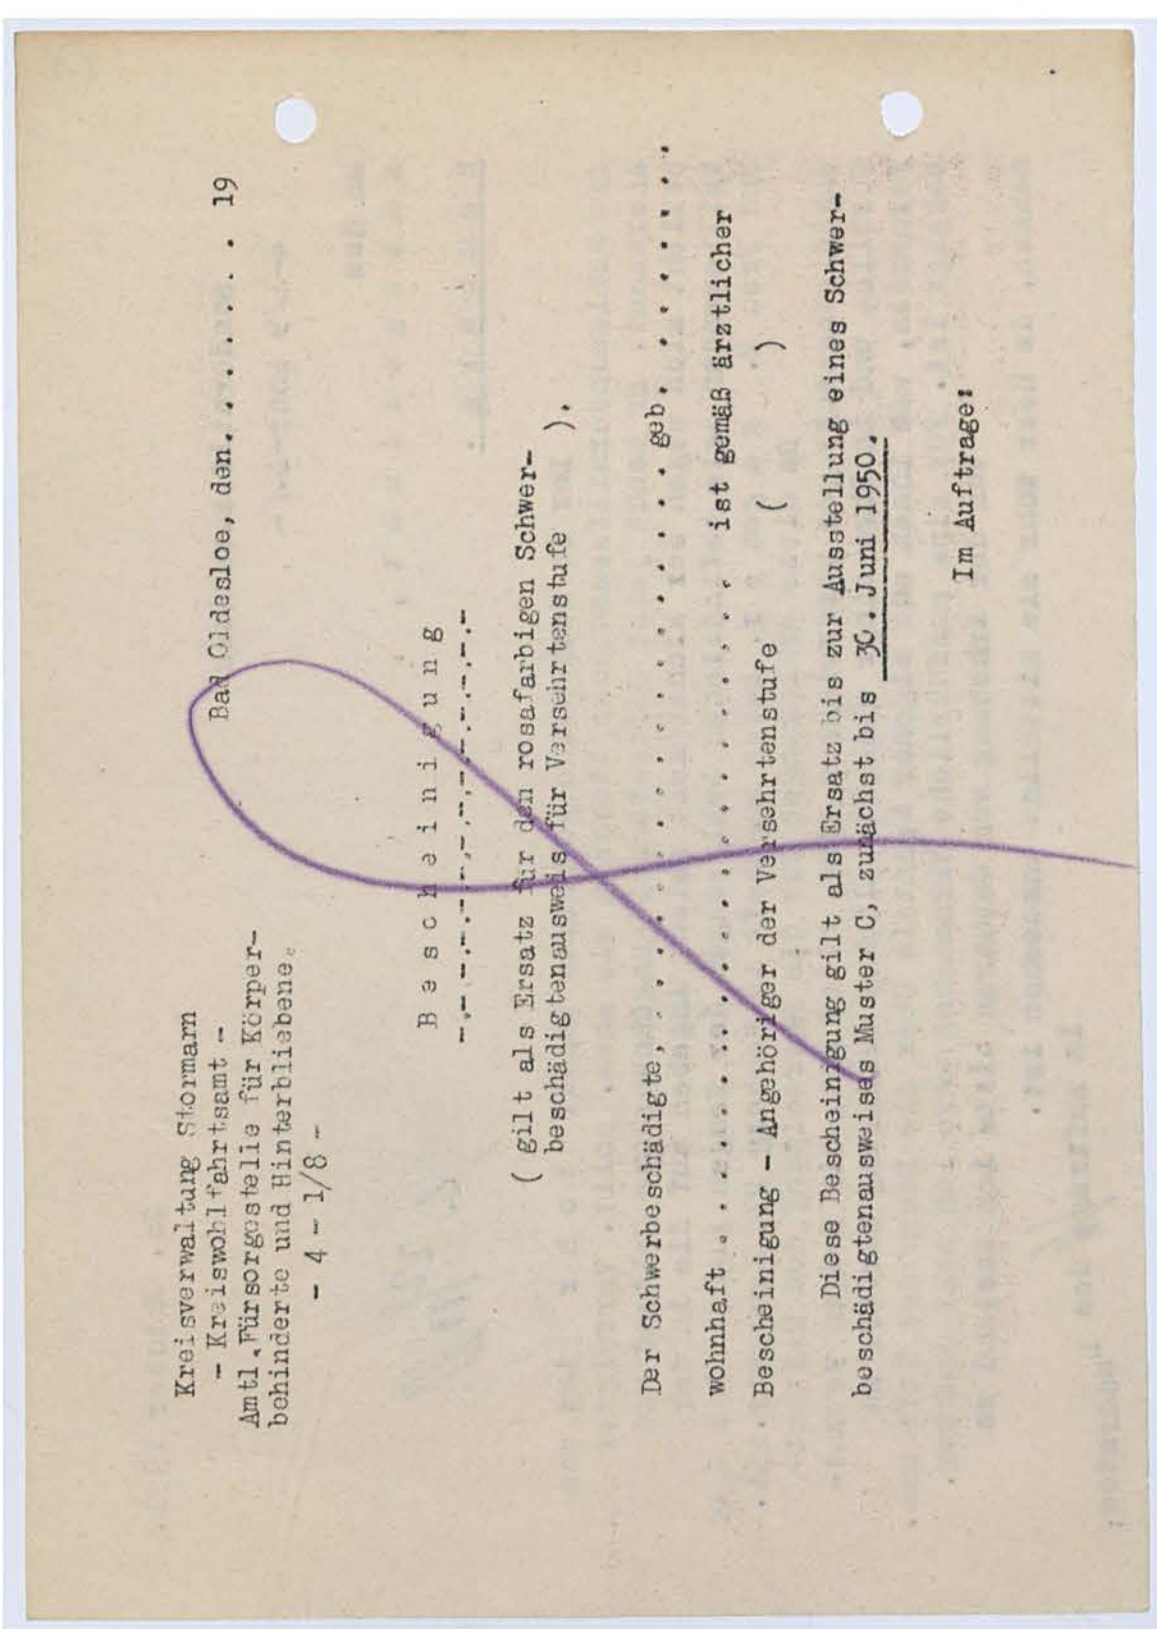 Kreisverwaltung Stormarn
- Kreiswohlfahrtsamt -
Amtl.Fürsorgestelle für Körper-
behinderte und Hinterbliebene.
- 4 - 1/8 -
Bad Oldesloe, den. . . . . . . . 19
B e s c h e i n i g u n g
-.-.-.-.-.-.-.-.-.-.-.-.-.-
( gilt als Ersatz für den rosafarbigen Schwer-
beschädigtenausweis für Versehrtenstufe ).
Der Schwerbeschädigte, . . . . . . . . . . . . . . . . geb. . . . . . . .
wohnhaft . . . . . . . . . . . . . . . . ist gemäß ärztlicher
Bescheinigung - Angehöriger der Versehrtenstufe ( )
Diese Bescheinigung gilt als Ersatz bis zur Ausstellung eines Schwer-
beschädigtenausweises Muster C, zunächst bis 30. Juni 1950.
Im Auftrage: